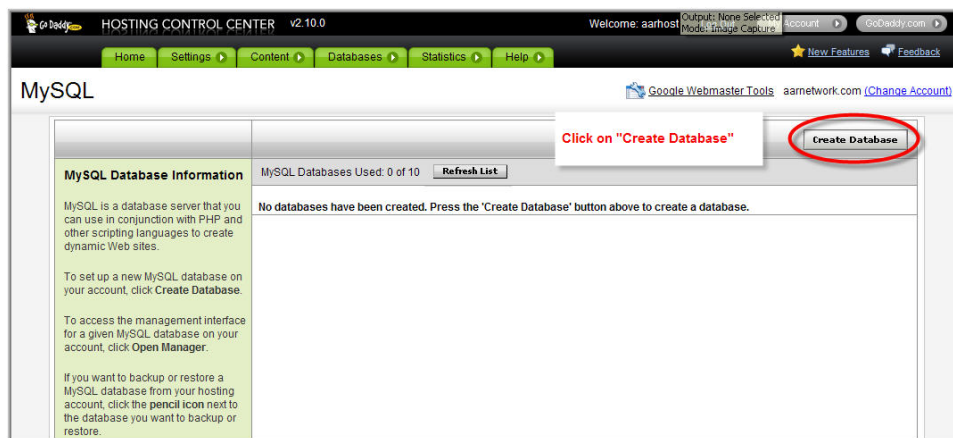 Go Daddy.com HOSTING CONTROL CENTER v2.10.0 Welcome: aarhost Log Out My Account GoDaddy.com
Output: None Selected
Mode: Image Capture
Home Settings Content Databases Statistics Help New Features Feedback
MySQL Google Webmaster Tools aarnetwork.com (Change Account)
Click on "Create Database" Create Database
MySQL Database Information MySQL Databases Used: 0 of 10 Refresh List
MySQL is a database server that you
can use in conjunction with PHP and
other scripting languages to create
dynamic Web sites.
No databases have been created. Press the 'Create Database' button above to create a database.
To set up a new MySQL database on
your account, click Create Database.
To access the management interface
for a given MySQL database on your
account, click Open Manager.
If you want to backup or restore a
MySQL database from your hosting
account, click the pencil icon next to
the database you want to backup or
restore.